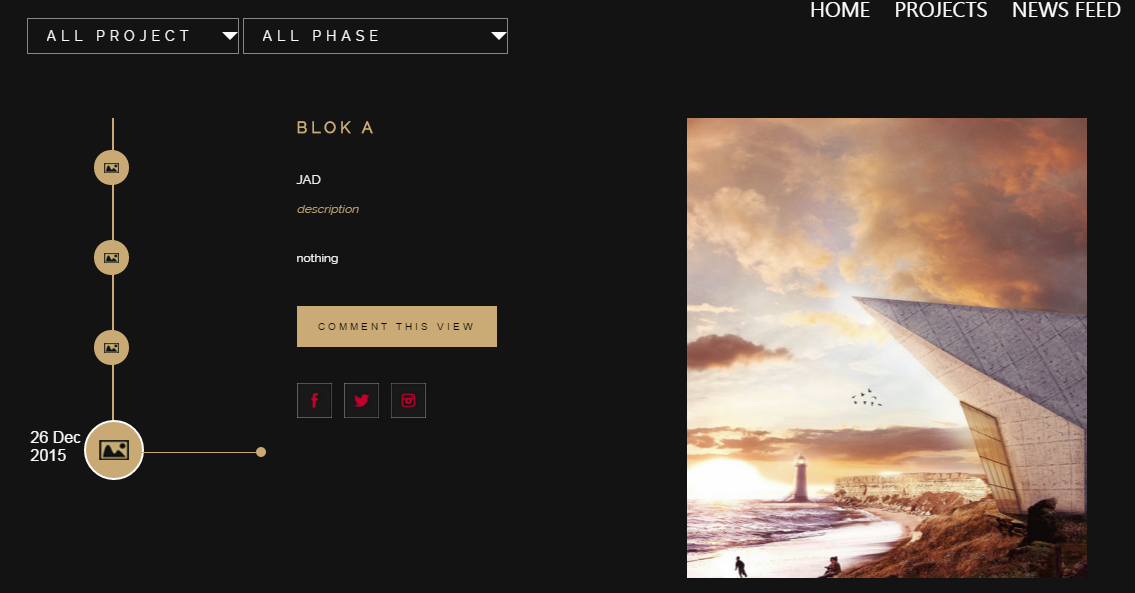 HOME PROJECTS NEWS FEED
ALL PROJECT ALL PHASE
BLOK A
JAD
description
nothing
COMMENT THIS VIEW
26 Dec
2015